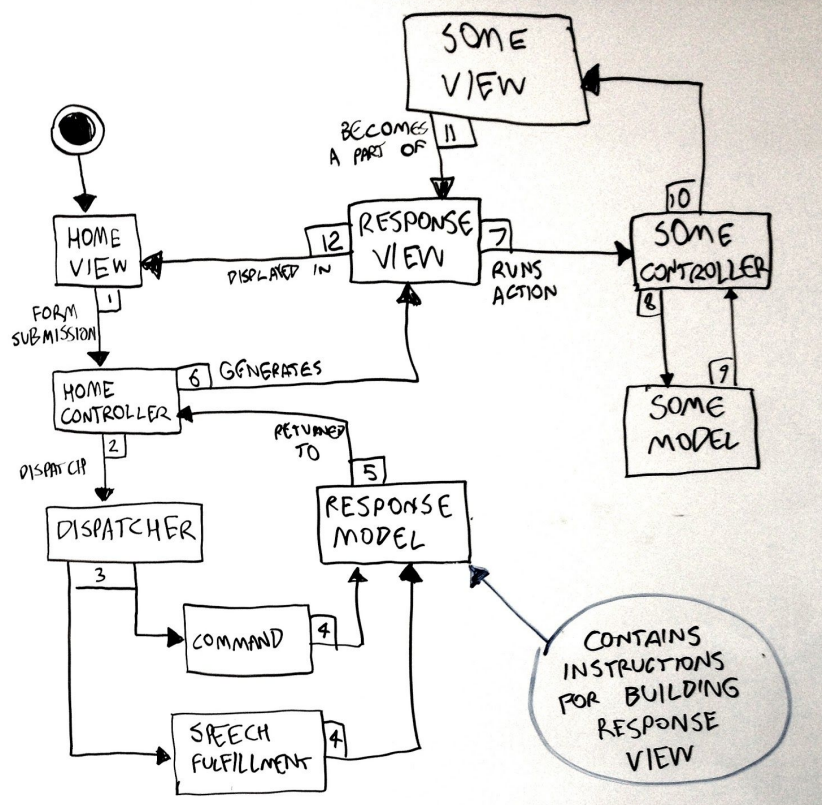 SOME
VIEW
BECOMES
A PART OF
11
HOME
VIEW
12
DISPLAYED IN
RESPONSE
VIEW
7
RUNS
ACTION
10
SOME
CONTROLLER
8
9
SOME
MODEL
1
FORM
SUBMISSION
HOME
CONTROLLER
6
GENERATES
2
DISPATCH
RETURNED
TO
5
DISPATCHER
3
RESPONSE
MODEL
COMMAND
4
SPEECH
FULFILLMENT
4
CONTAINS
INSTRUCTIONS
FOR BUILDING
RESPONSE
VIEW